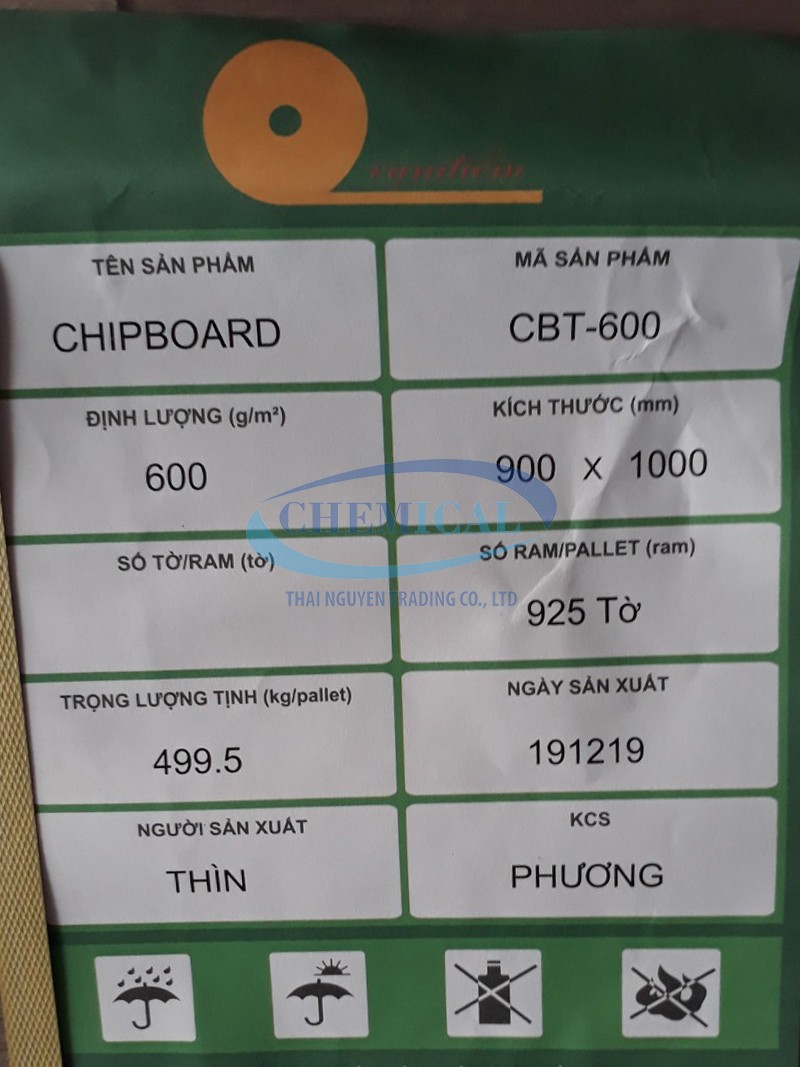 TÊN SẢN PHẨM
MÃ SẢN PHẨM
CHIPBOARD
CBT-600
ĐỊNH LƯỢNG (g/m²)
KÍCH THƯỚC (mm)
600
900 X 1000
CHEMICAL
SỐ TỜ/RAM (tờ)
SỐ RAM/PALLET (ram)
THAI NGUYEN TRADING CO., LTD
925 TỜ
TRỌNG LƯỢNG TỊNH (kg/pallet)
NGÀY SẢN XUẤT
499.5
191219
NGƯỜI SẢN XUẤT
KCS
THÌN
PHƯƠNG